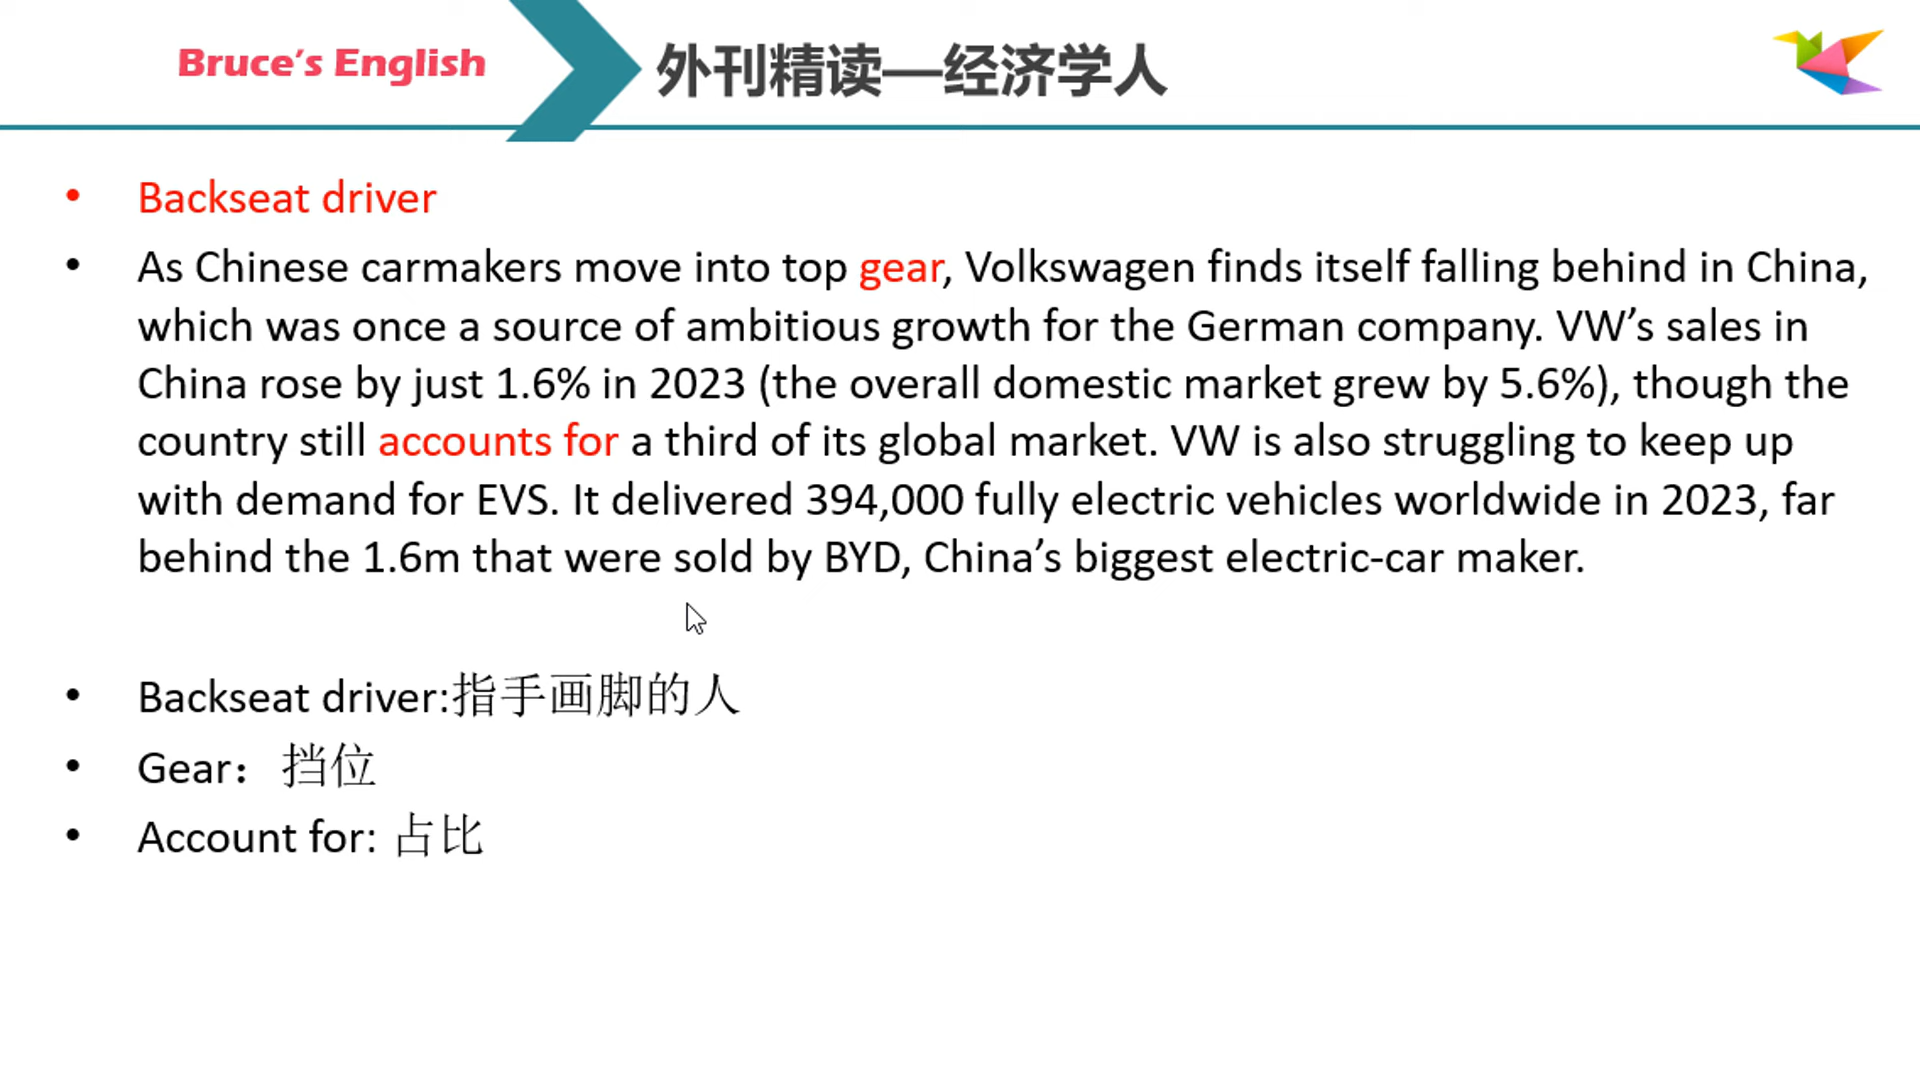 Bruce's English
外刊精读—经济学人
• Backseat driver
• As Chinese carmakers move into top gear, Volkswagen finds itself falling behind in China,
which was once a source of ambitious growth for the German company. VW’s sales in
China rose by just 1.6% in 2023 (the overall domestic market grew by 5.6%), though the
country still accounts for a third of its global market. VW is also struggling to keep up
with demand for EVS. It delivered 394,000 fully electric vehicles worldwide in 2023, far
behind the 1.6m that were sold by BYD, China’s biggest electric-car maker.
• Backseat driver:指手画脚的人
• Gear： 挡位
• Account for: 占比